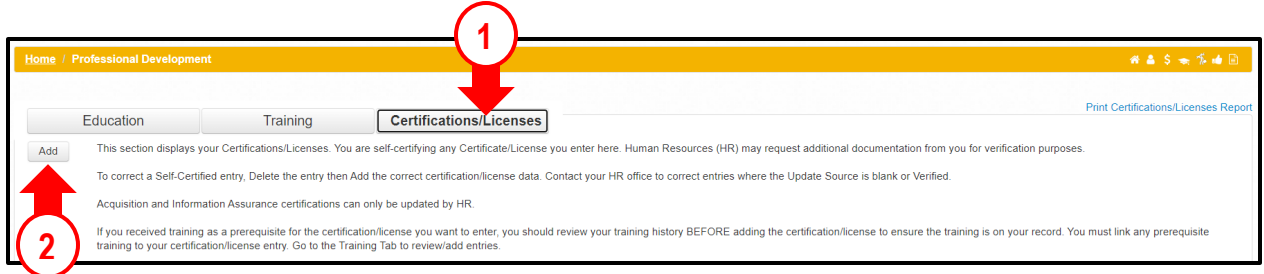 1
Home / Professional Development
Print Certifications/Licenses Report
Education Training Certifications/Licenses
Add This section displays your Certifications/Licenses. You are self-certifying any Certificate/License you enter here. Human Resources (HR) may request additional documentation from you for verification purposes.
To correct a Self-Certified entry, Delete the entry then Add the correct certification/license data. Contact your HR office to correct entries where the Update Source is blank or Verified.
Acquisition and Information Assurance certifications can only be updated by HR.
If you received training as a prerequisite for the certification/license you want to enter, you should review your training history BEFORE adding the certification/license to ensure the training is on your record. You must link any prerequisite
training to your certification/license entry. Go to the Training Tab to review/add entries.
2